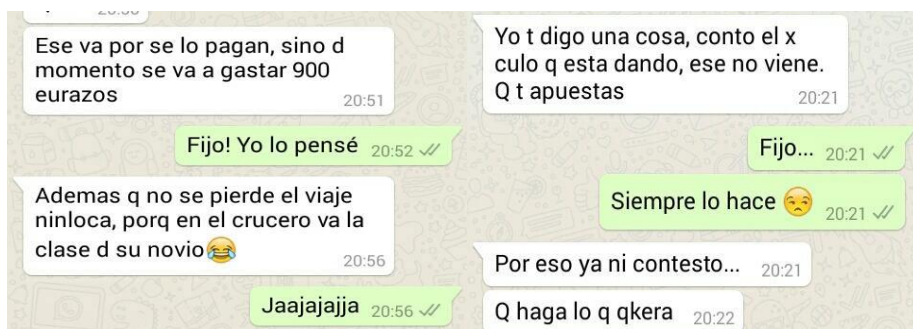 Ese va por se lo pagan, sino d
momento se va a gastar 900
eurazos
20:51
Fijo! Yo lo pensé 20:52
Ademas q no se pierde el viaje
ninloca, porq en el crucero va la
clase d su novio😂
20:56
Jaajajajja 20:56
Yo t digo una cosa, conto el x
culo q esta dando, ese no viene.
Q t apuestas
20:21
Fijo... 20:21
Siempre lo hace 😒 20:21
Por eso ya ni contesto... 20:21
Q haga lo q qkera 20:22